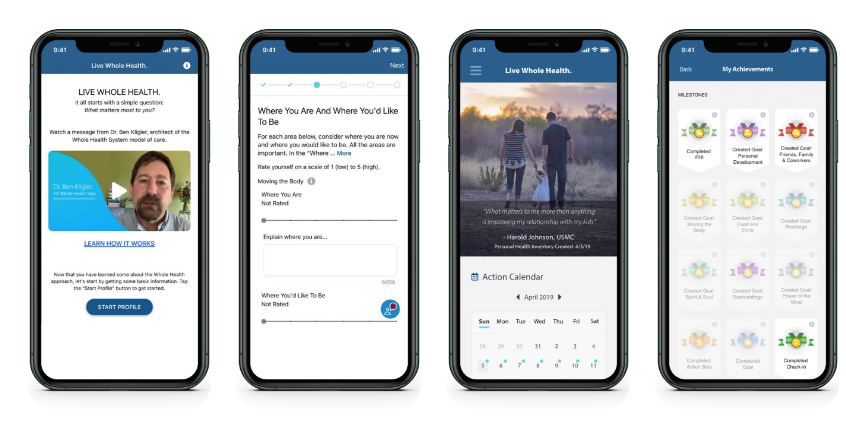 9:41
Live Whole Health.
LIVE WHOLE HEALTH.
It all starts with a simple question:
What matters most to you?
Watch a message from Dr. Ben Kligler, architect of the
Whole Health System model of care.
Dr. Ben Kligler
LEARN HOW IT WORKS
Now that you have learned some about the Whole Health
approach, let's start by getting some basic information. Tap
the "Start Profile" button to get started.
START PROFILE
9:41
Next
Where You Are And Where You'd Like
To Be
For each area below, consider where you are now
and where you would like to be. All the areas are
important. In the "Where ... More
Rate yourself on a scale of 1 (low) to 5 (high).
Moving the Body
Where You Are
Not Rated
Explain where you are...
0/256
Where You'd Like To Be
Not Rated
9:41
Live Whole Health.
"What matters to me more than anything
is improving my relationship with my kids".
- Harold Johnson, USMC
Personal Health Inventory Created: 4/3/19
Action Calendar
April 2019
Sun Mon Tue Wed Thu Fri Sat
28 29 30 31 2 3 4
5 6 7 8 9 10 11
9:41
Back My Achievements
MILESTONES
Completed
PHI
Created Goal:
Personal
Development
Created Goal:
Friends, Family
& Coworkers
Created Goal:
Moving the
Body
Created Goal:
Food and
Drink
Created Goal:
Recharge
Created Goal:
Spirit & Soul
Created Goal:
Surroundings
Created Goal:
Power of the
Mind
Completed
Action Step
Completed
Goal
Completed
Check-in